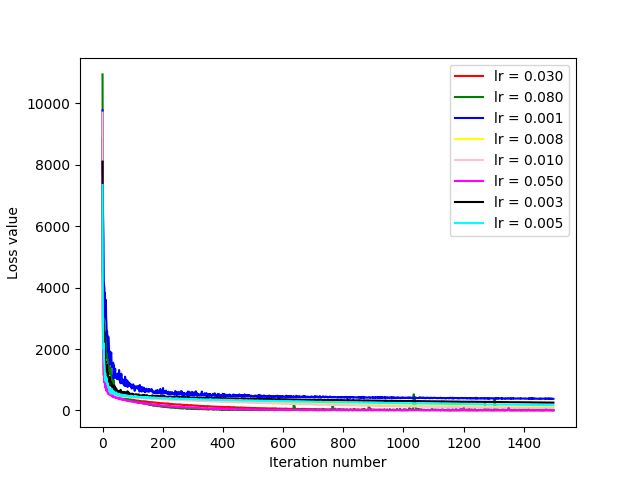 10000
8000
6000
4000
2000
0
Loss value
0 200 400 600 800 1000 1200 1400
Iteration number
lr = 0.030
lr = 0.080
lr = 0.001
lr = 0.008
lr = 0.010
lr = 0.050
lr = 0.003
lr = 0.005